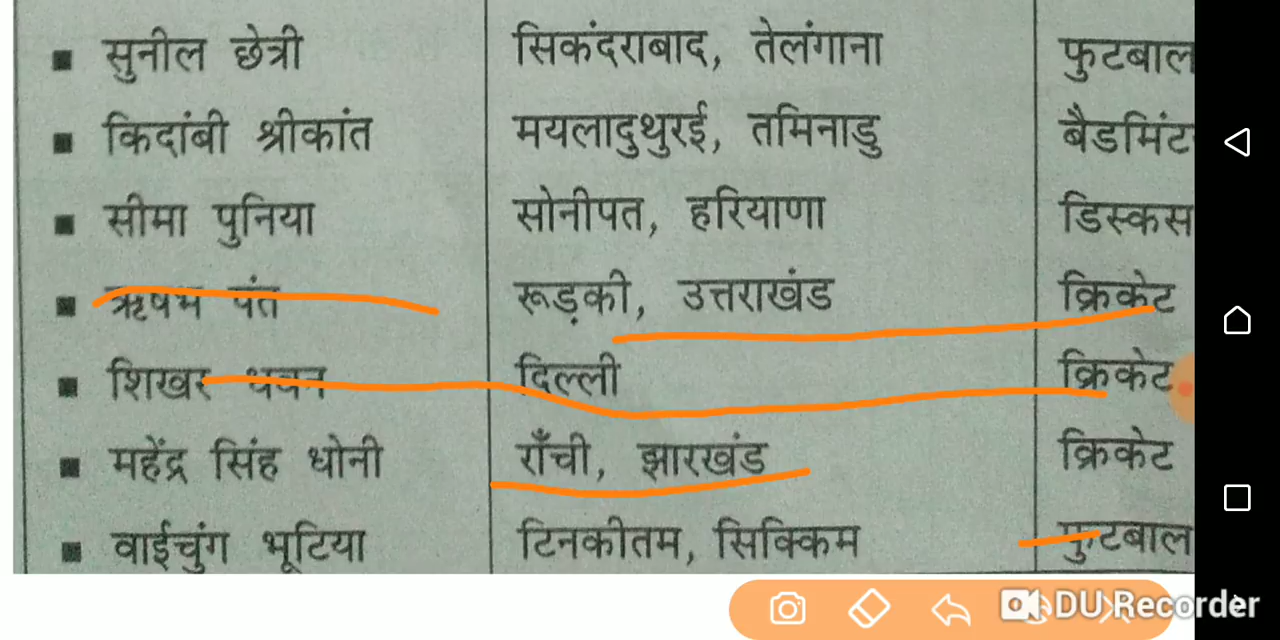 सुनील छेत्री सिकंदराबाद, तेलंगाना फुटबाल
किदांबी श्रीकांत मयलादुथुरई, तमिनाडु बैडमिंट
सीमा पुनिया सोनीपत, हरियाणा डिस्कस
ऋषभ पंत रूड़की, उत्तराखंड क्रिकेट
शिखर धवन दिल्ली क्रिकेट
महेंद्र सिंह धोनी राँची, झारखंड क्रिकेट
वाईचुंग भूटिया टिनकीतम, सिक्किम फुटबाल
DU Recorder